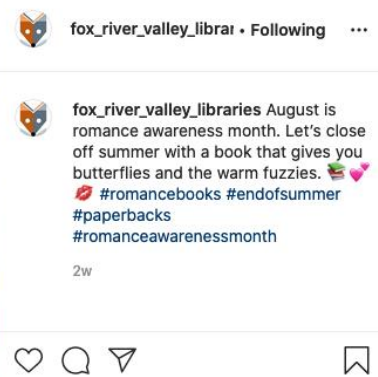 fox_river_valley_librar • Following
fox_river_valley_libraries August is
romance awareness month. Let's close
off summer with a book that gives you
butterflies and the warm fuzzies. 📚💕
💋 #romancebooks #endofsummer
#paperbacks
#romanceawarenessmonth
2w